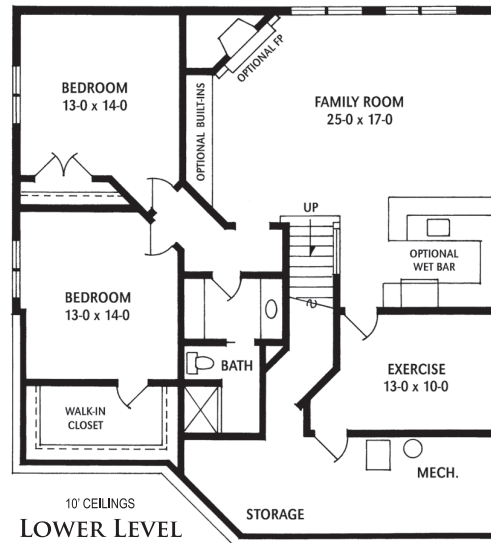 BEDROOM
13-0 x 14-0
OPTIONAL FP
OPTIONAL BUILT-INS
FAMILY ROOM
25-0 x 17-0
UP
OPTIONAL
WET BAR
BEDROOM
13-0 x 14-0
BATH
EXERCISE
13-0 x 10-0
WALK-IN
CLOSET
MECH.
STORAGE
10' CEILINGS
LOWER LEVEL